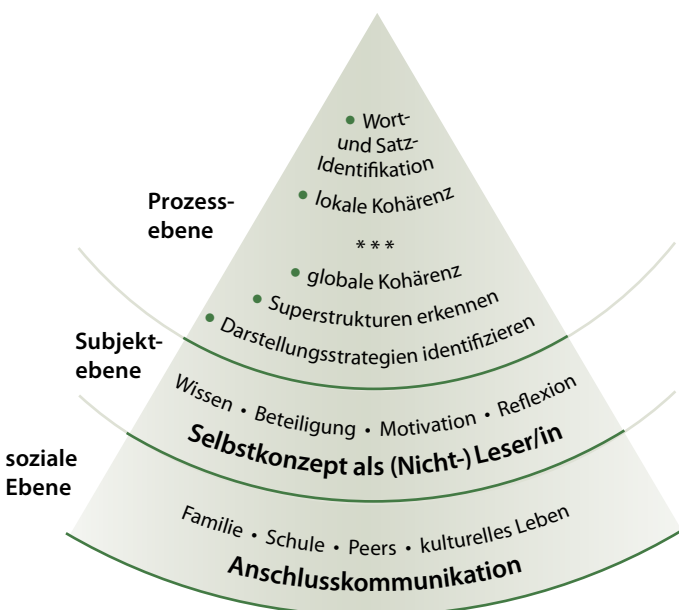 Prozess-
ebene
• Wort-
und Satz-
Identifikation
• lokale Kohärenz
***
• globale Kohärenz
• Superstrukturen erkennen
• Darstellungsstrategien identifizieren
Subjekt-
ebene
Wissen • Beteiligung • Motivation • Reflexion
Selbstkonzept als (Nicht-) Leser/in
soziale
Ebene
Familie • Schule • Peers • kulturelles Leben
Anschlusskommunikation